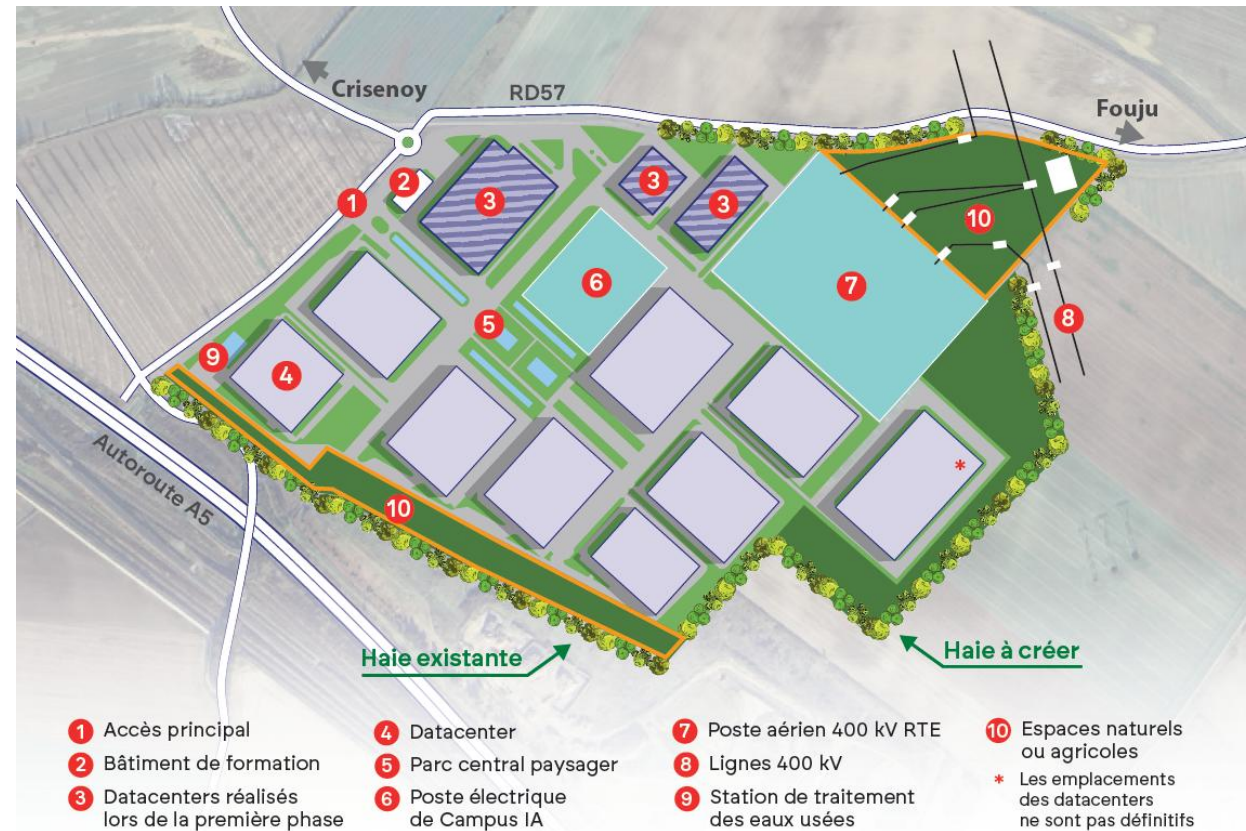 Crisenoy
RD57
Fouju
2
3
3
3
1
10
6
7
5
8
9
4
*
Autoroute A5
10
Haie existante
Haie à créer
1 Accès principal
2 Bâtiment de formation
3 Datacenters réalisés
lors de la première phase
4 Datacenter
5 Parc central paysager
6 Poste électrique
de Campus IA
7 Poste aérien 400 kV RTE
8 Lignes 400 kV
9 Station de traitement
des eaux usées
10 Espaces naturels
ou agricoles
* Les emplacements
des datacenters
ne sont pas définitifs